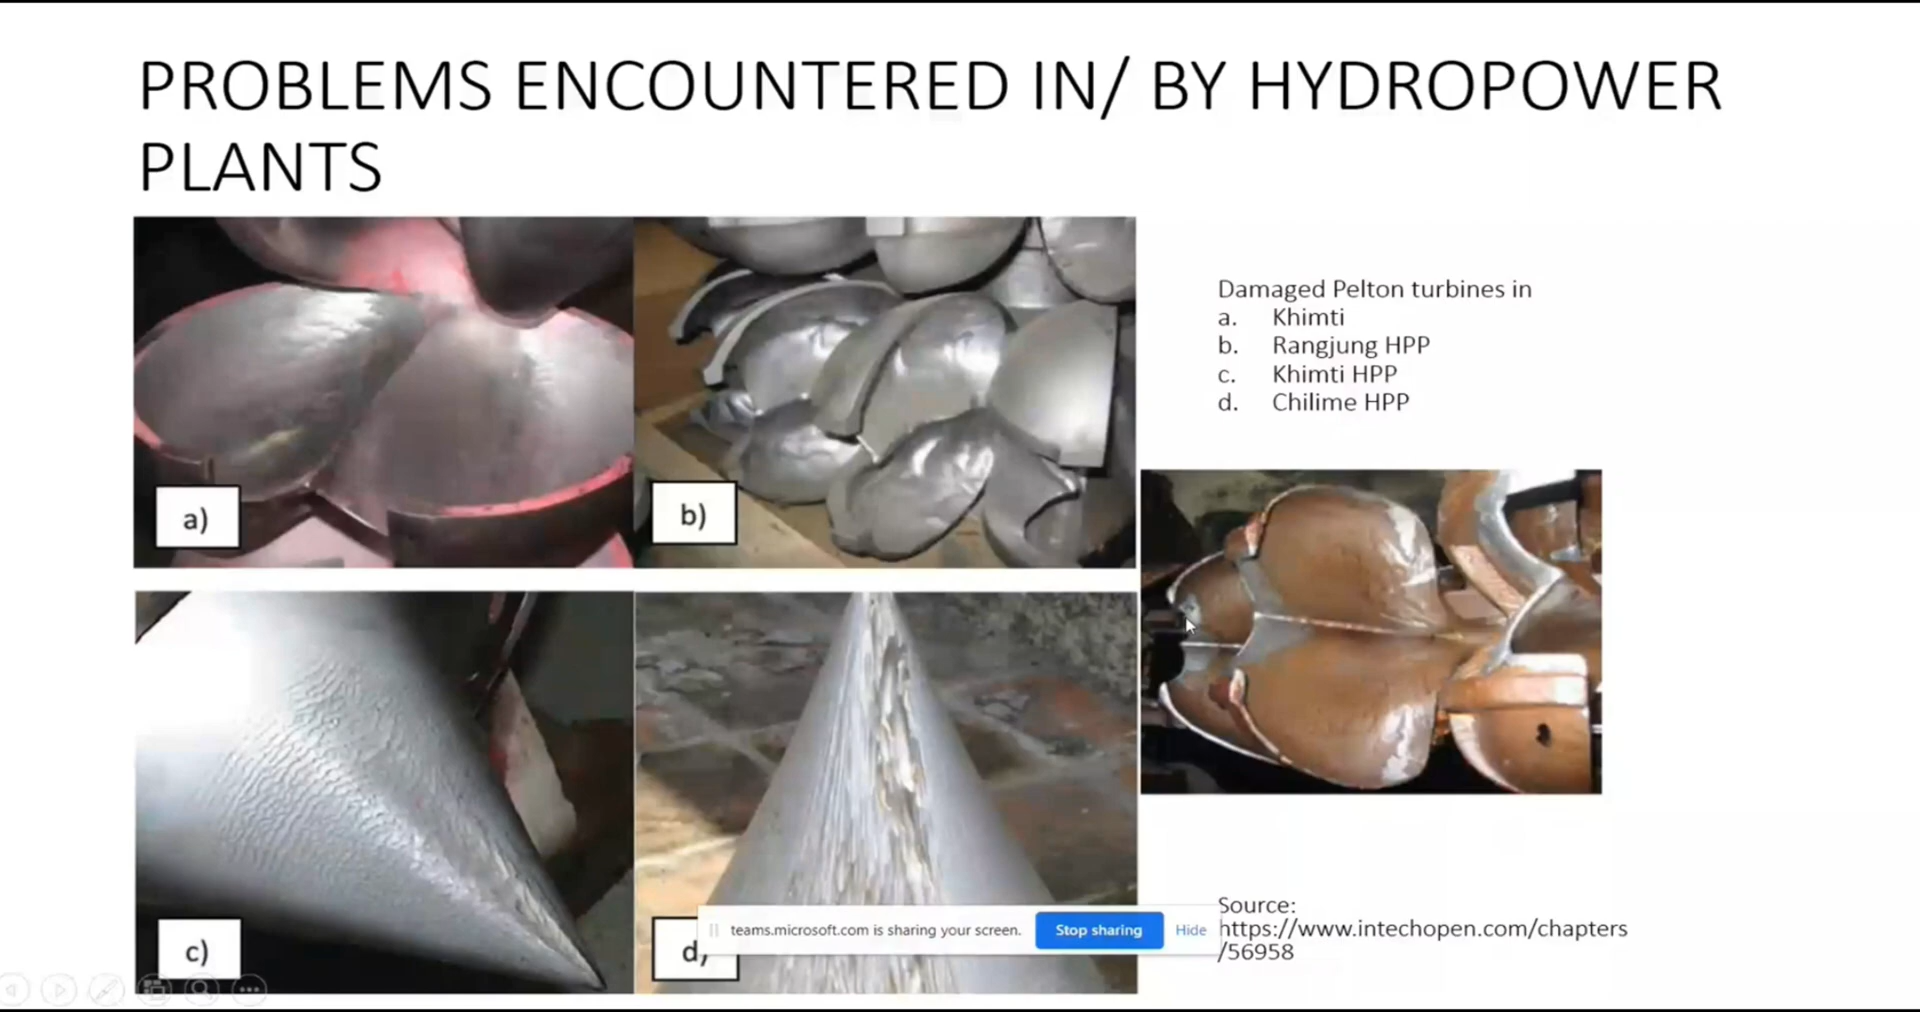 PROBLEMS ENCOUNTERED IN/ BY HYDROPOWER
PLANTS
a)
b)
Damaged Pelton turbines in
a. Khimti
b. Rangjung HPP
c. Khimti HPP
d. Chilime HPP
c)
d)
teams.microsoft.com is sharing your screen.
Stop sharing
Hide
Source:
https://www.intechopen.com/chapters
/56958